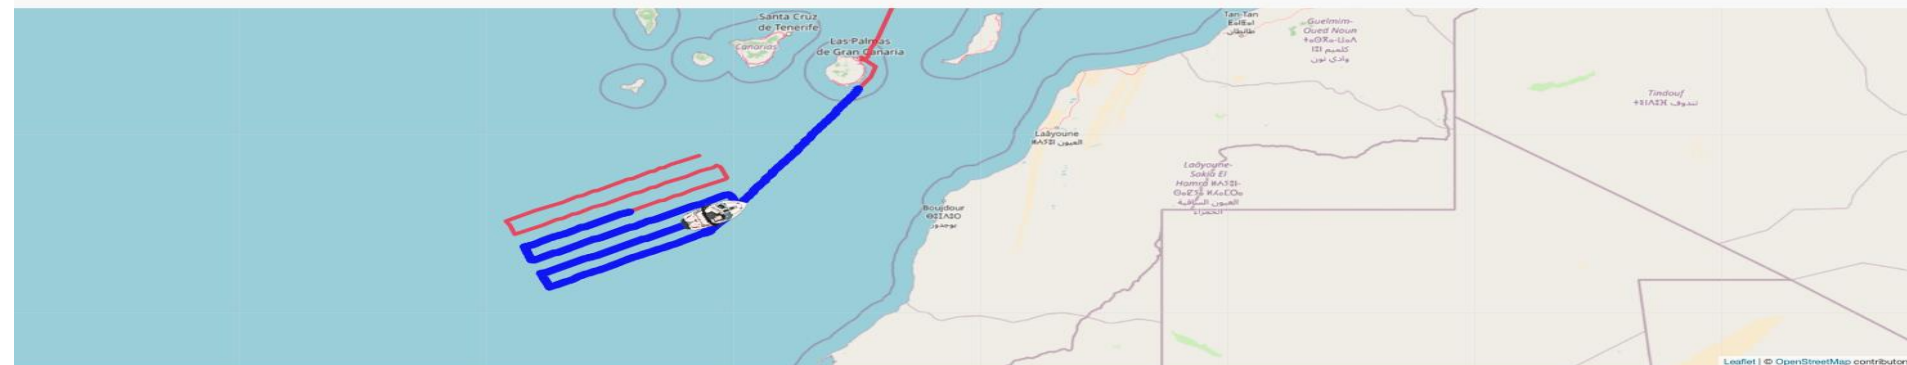 Santa Cruz
de Tenerife
Canarias
Las Palmas
de Gran Canaria
Tan-Tan
طانطان
Guelmim-
Oued Noun
كلميم
وادي نون
Tindouf
تندوف
Laâyoune
العيون
Laâyoune-
Sakia El
Hamra
العيون الساقية
الحمراء
Boujdour
بوجدور
Leaflet | © OpenStreetMap contributors